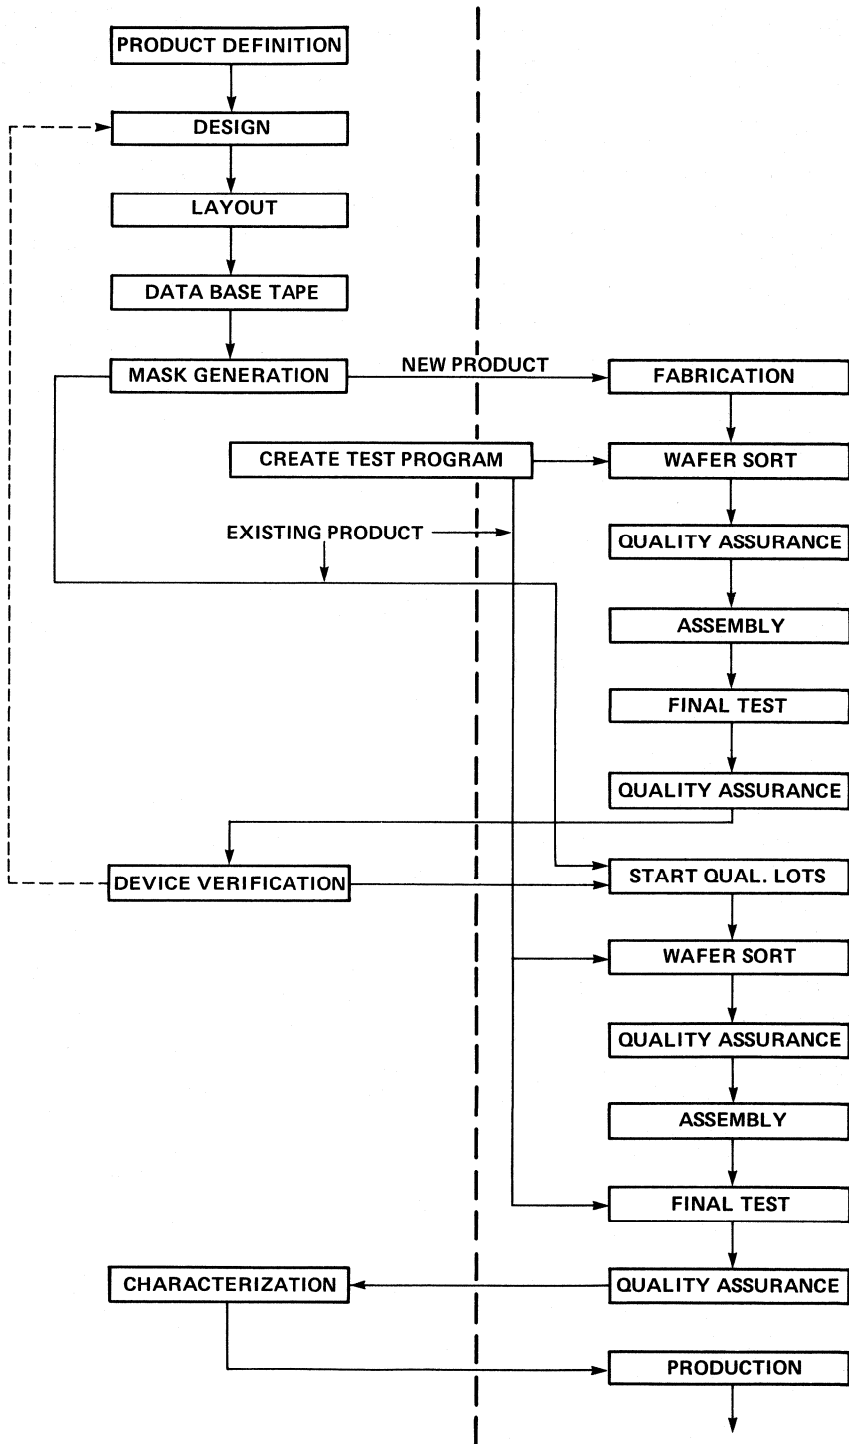 PRODUCT DEFINITION
DESIGN
LAYOUT
DATA BASE TAPE
MASK GENERATION
NEW PRODUCT
FABRICATION
CREATE TEST PROGRAM
WAFER SORT
EXISTING PRODUCT
QUALITY ASSURANCE
ASSEMBLY
FINAL TEST
QUALITY ASSURANCE
DEVICE VERIFICATION
START QUAL. LOTS
WAFER SORT
QUALITY ASSURANCE
ASSEMBLY
FINAL TEST
CHARACTERIZATION
QUALITY ASSURANCE
PRODUCTION